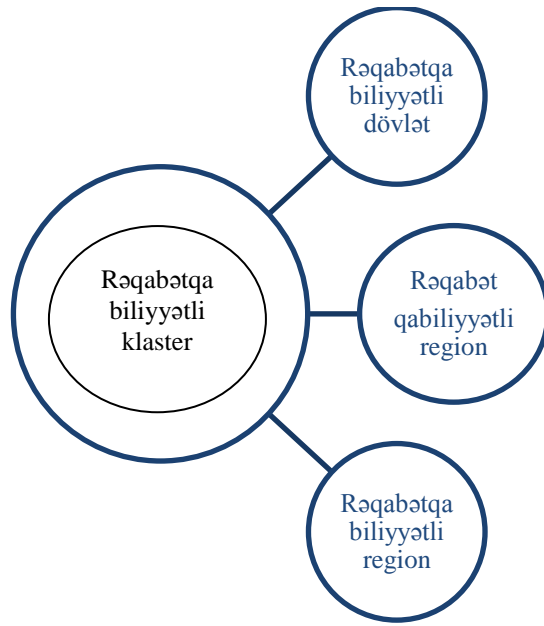 Rəqabətqa
biliyyətli
dövlət
Rəqabətqa
biliyyətli
klaster
Rəqabət
qabiliyyətli
region
Rəqabətqa
biliyyətli
region